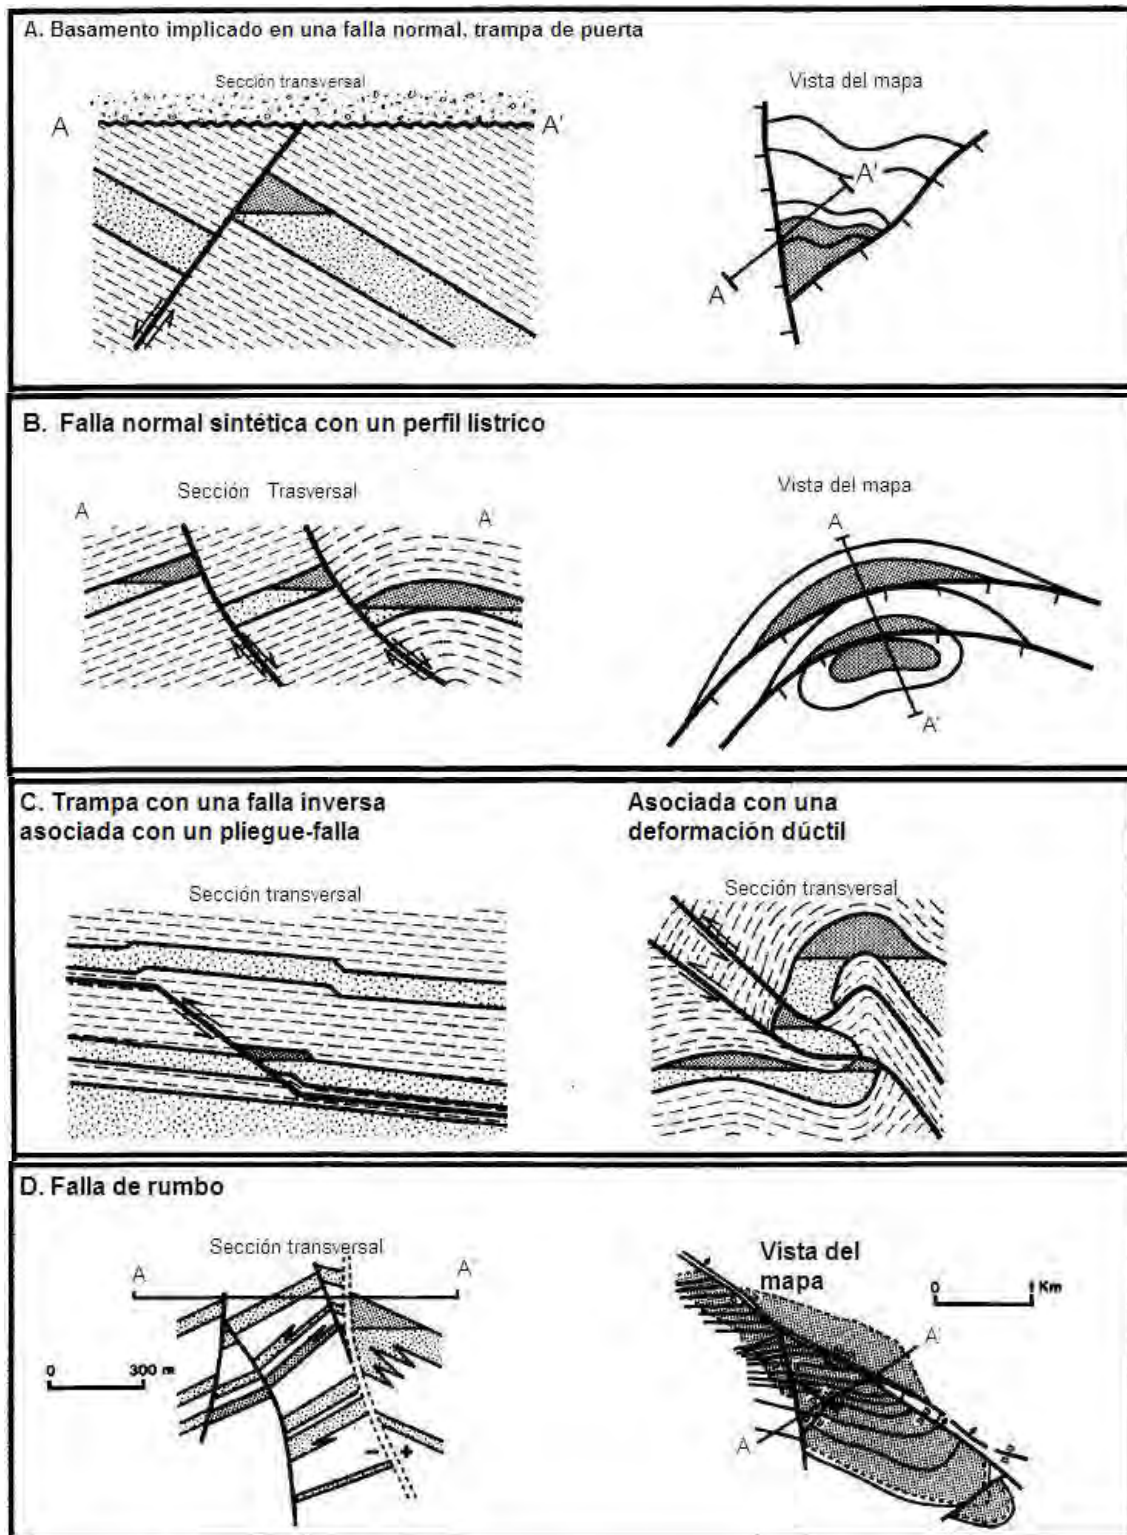 A. Basamento implicado en una falla normal, trampa de puerta
Sección transversal
Vista del mapa
A
A'
A'
A
B. Falla normal sintética con un perfil lístrico
Sección Trasversal
Vista del mapa
A
A'
A
A'
C. Trampa con una falla inversa
asociada con un pliegue-falla
Asociada con una
deformación dúctil
Sección transversal
Sección transversal
D. Falla de rumbo
Sección transversal
Vista del
mapa
A
A'
0
1 Km
A'
0
300 m
A
- +